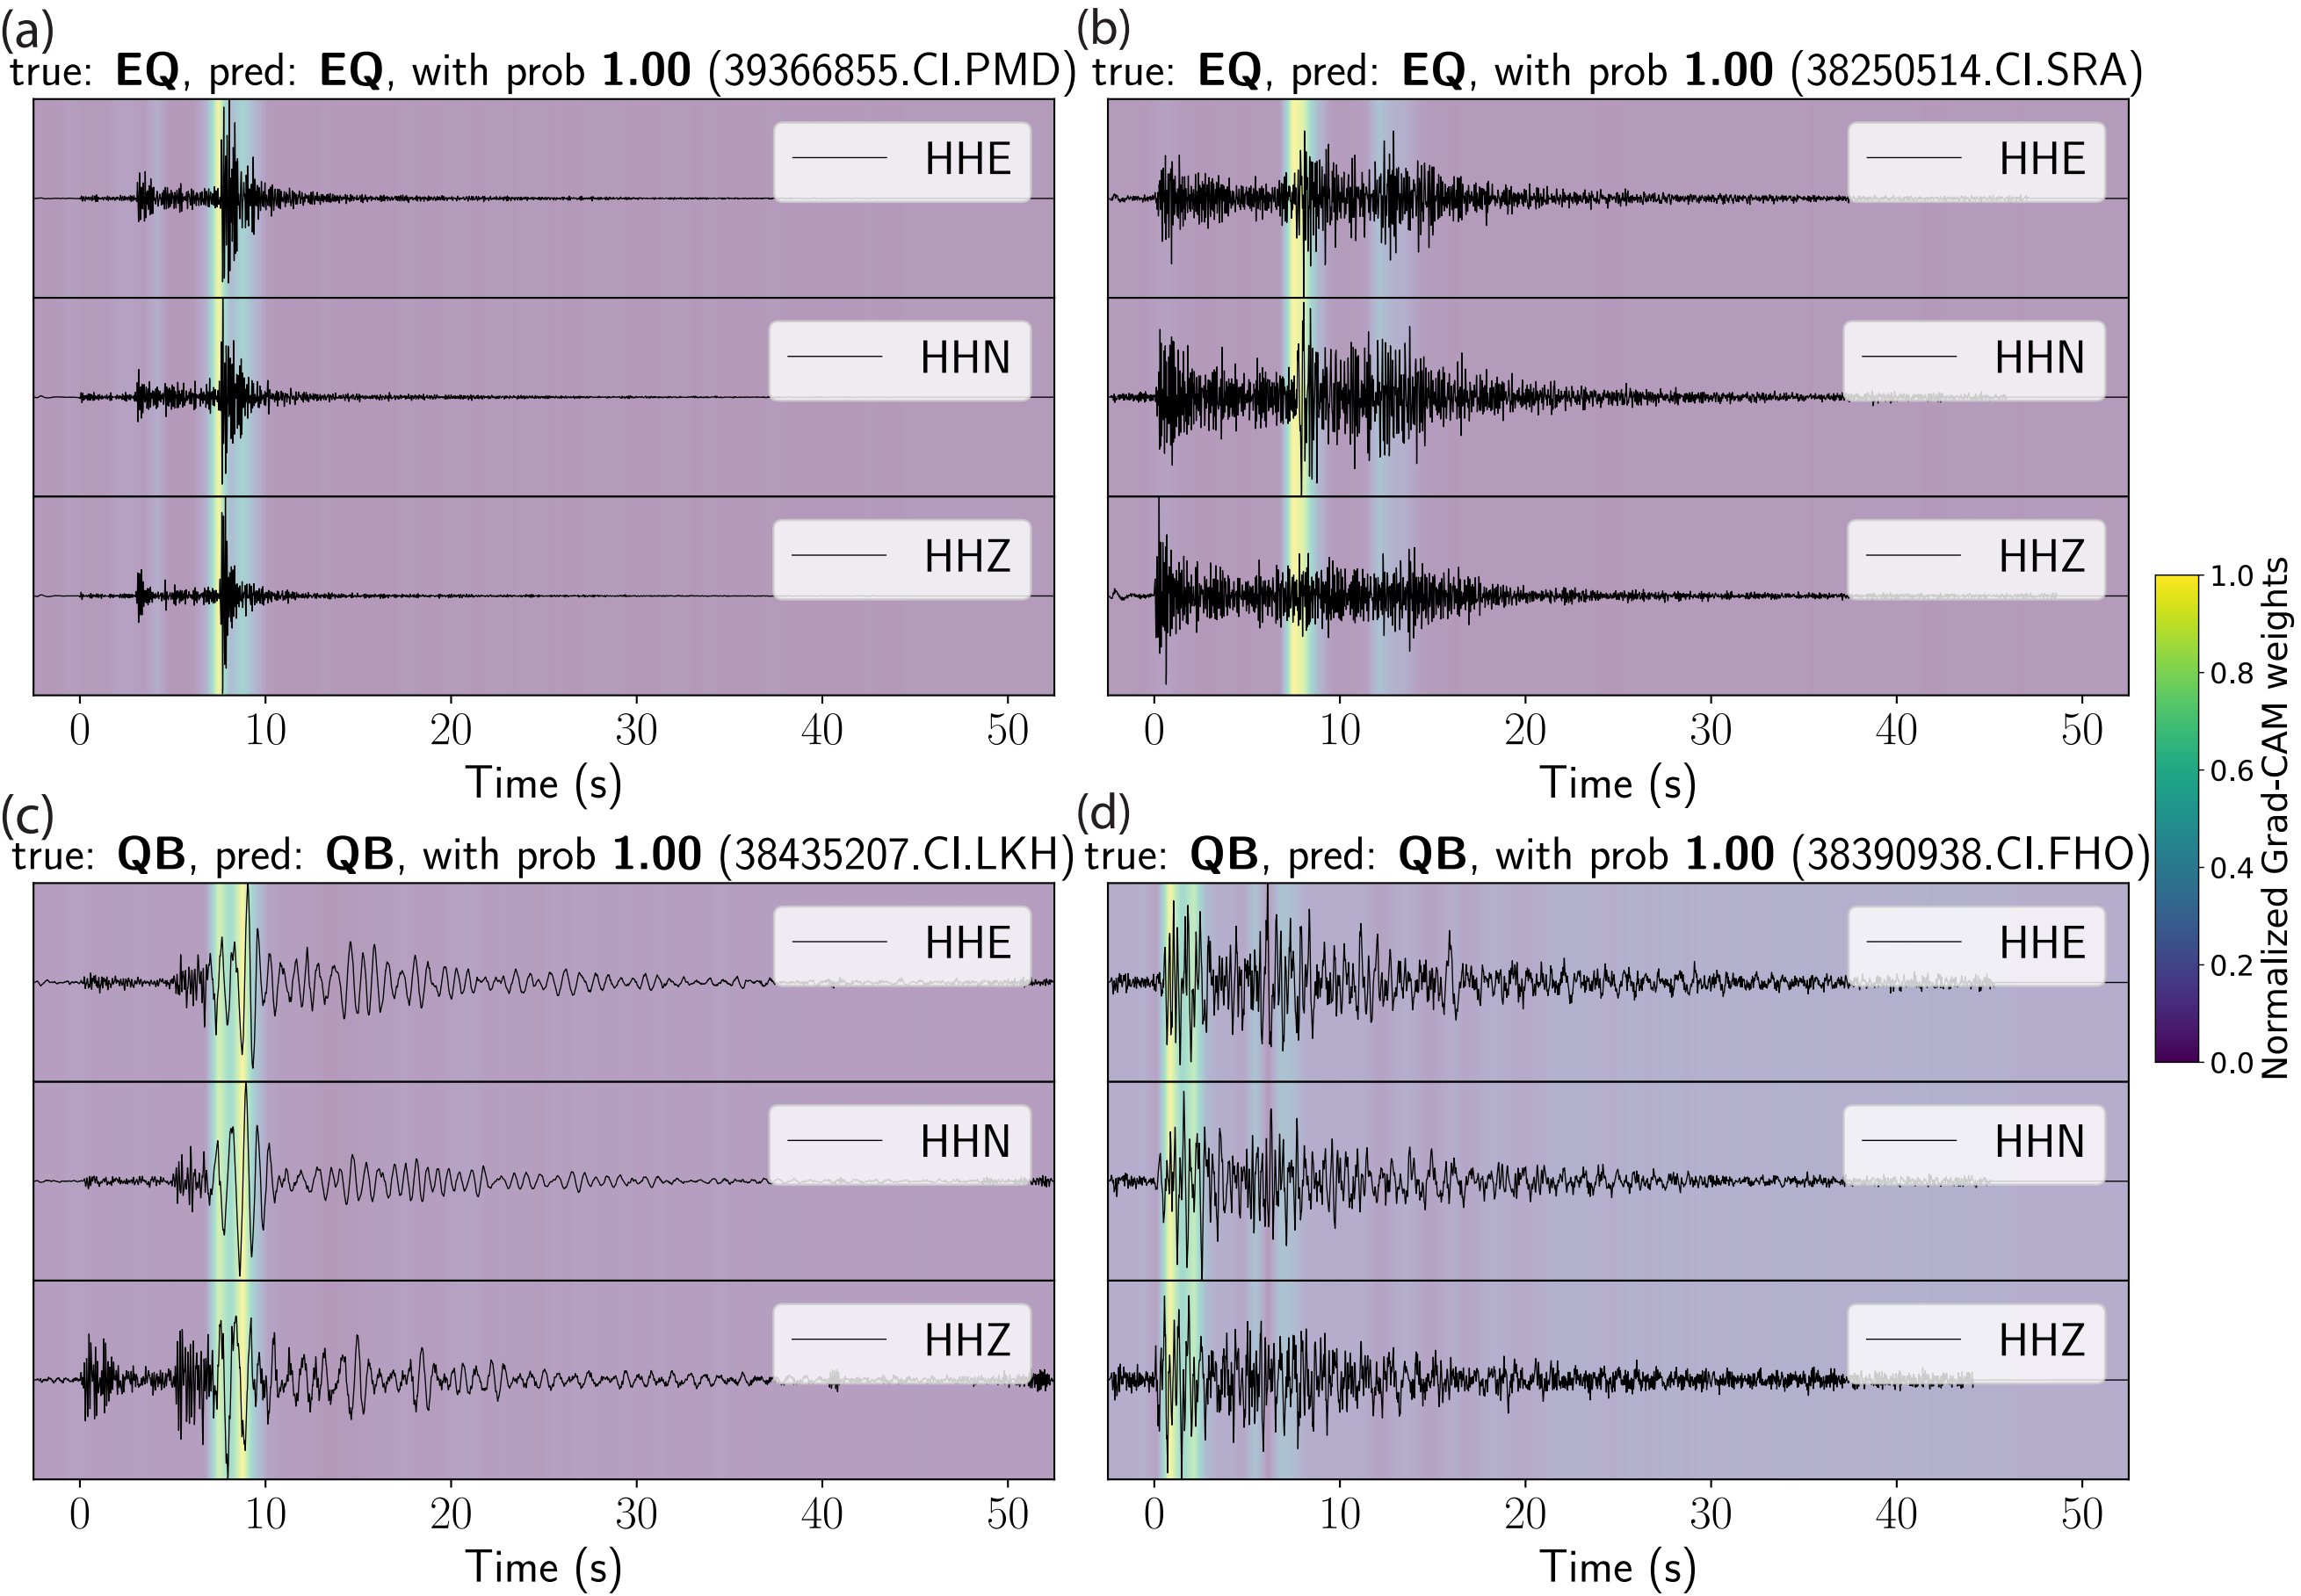 (a)
true: EQ, pred: EQ, with prob 1.00 (39366855.CI.PMD)
HHE
HHN
HHZ
0 10 20 30 40 50
Time (s)
(b)
true: EQ, pred: EQ, with prob 1.00 (38250514.CI.SRA)
HHE
HHN
HHZ
0 10 20 30 40 50
Time (s)
(c)
true: QB, pred: QB, with prob 1.00 (38435207.CI.LKH)
HHE
HHN
HHZ
0 10 20 30 40 50
Time (s)
(d)
true: QB, pred: QB, with prob 1.00 (38390938.CI.FHO)
HHE
HHN
HHZ
0 10 20 30 40 50
Time (s)
1.0
0.8
0.6
0.4
0.2
0.0
Normalized Grad-CAM weights